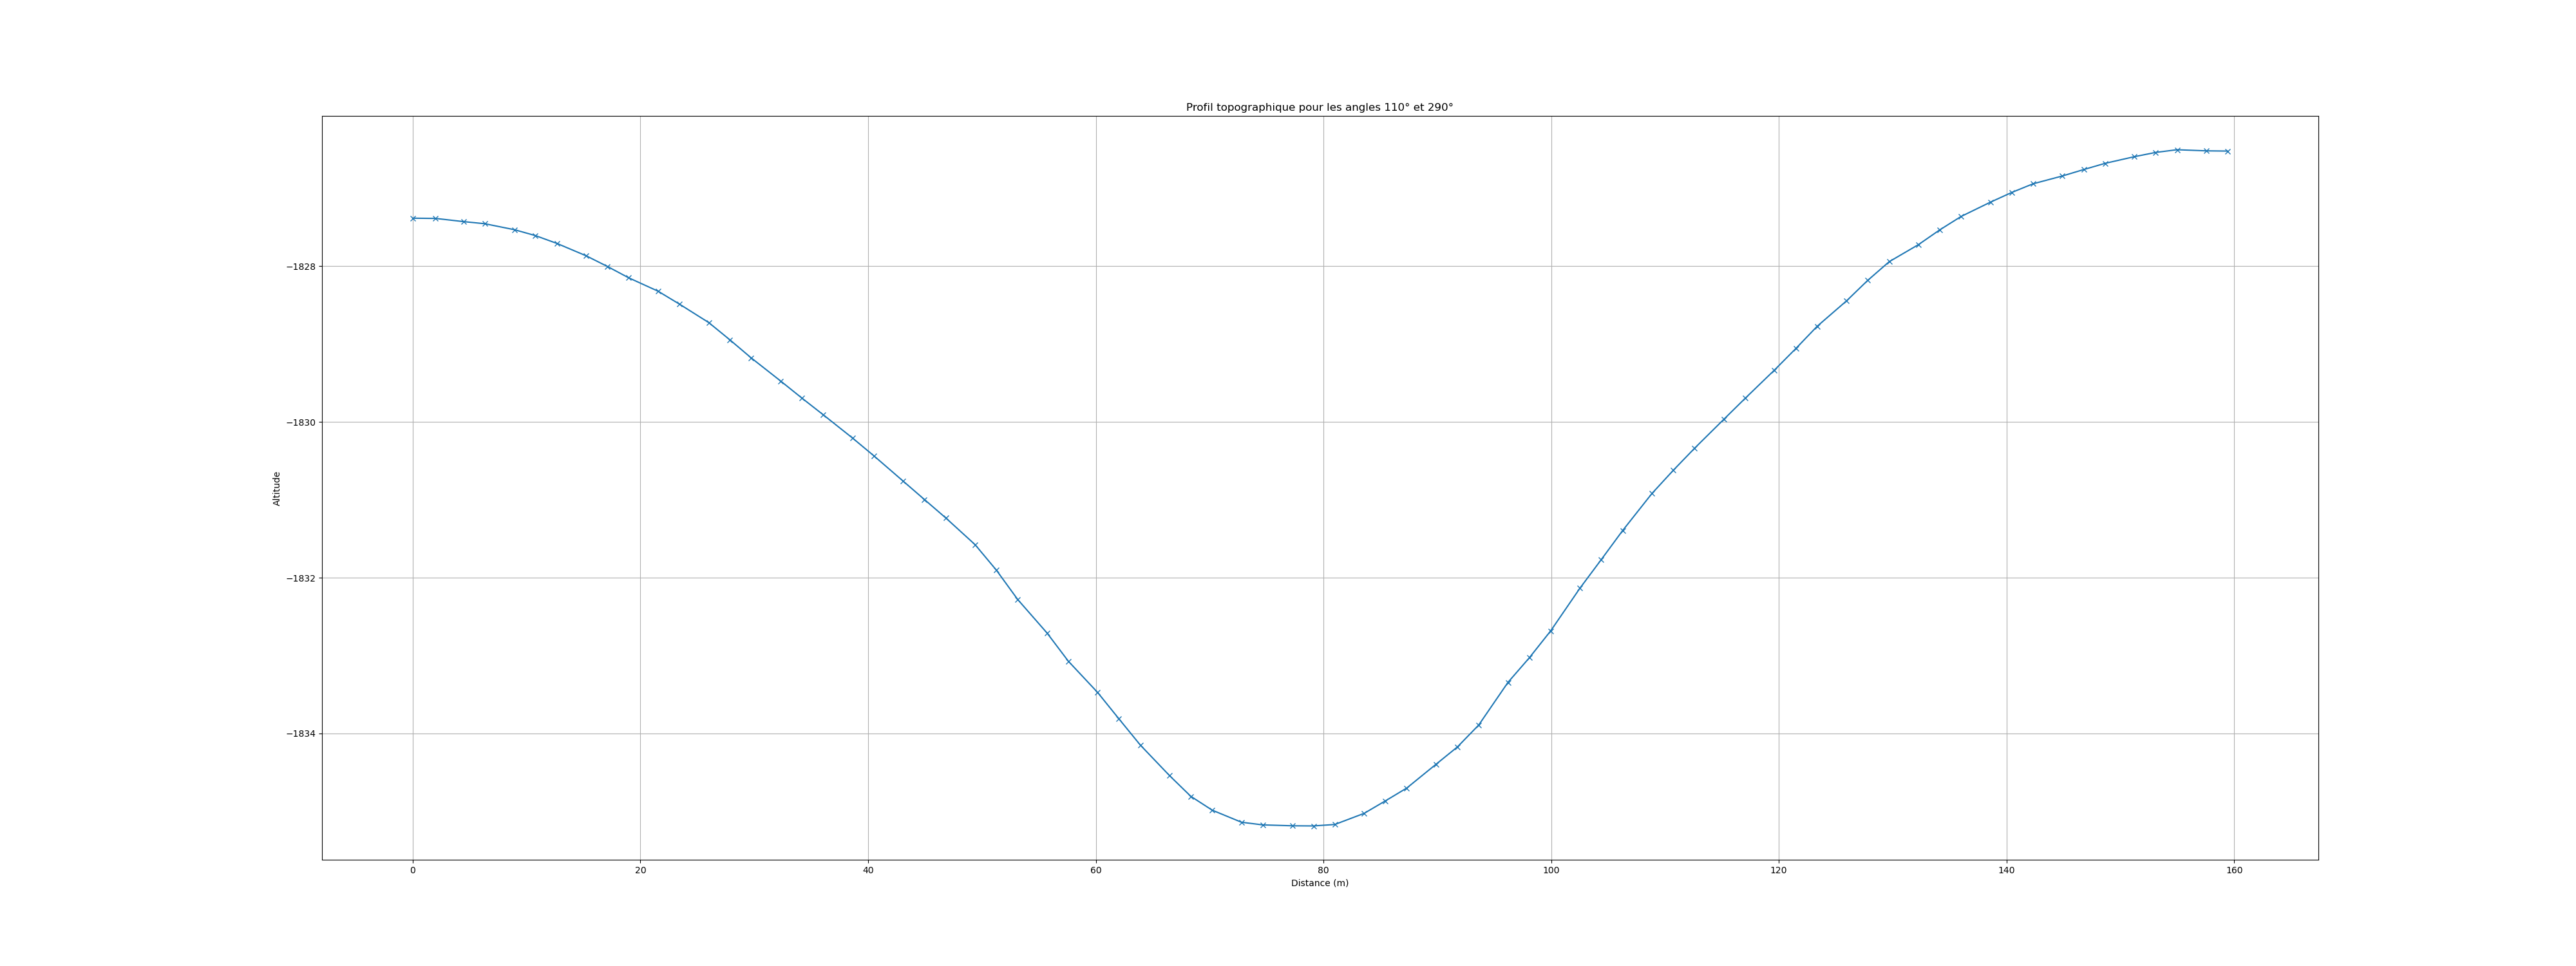 Profil topographique pour les angles 110° et 290°
−1828
−1830
−1832
−1834
Altitude
0 20 40 60 80 100 120 140 160
Distance (m)